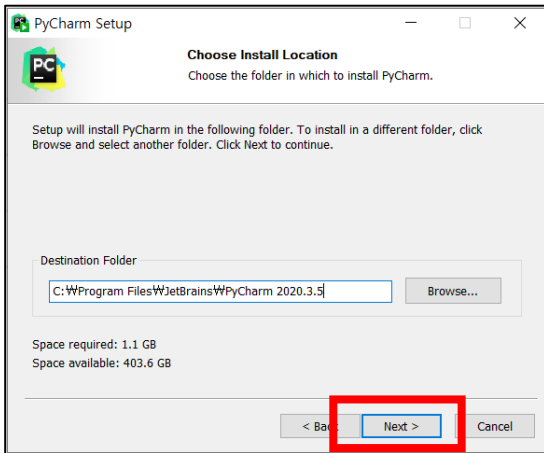 PyCharm Setup
PC
Choose Install Location
Choose the folder in which to install PyCharm.
Setup will install PyCharm in the following folder. To install in a different folder, click
Browse and select another folder. Click Next to continue.
Destination Folder
C:₩Program Files₩JetBrains₩PyCharm 2020.3.5
Browse...
Space required: 1.1 GB
Space available: 403.6 GB
< Back Next > Cancel